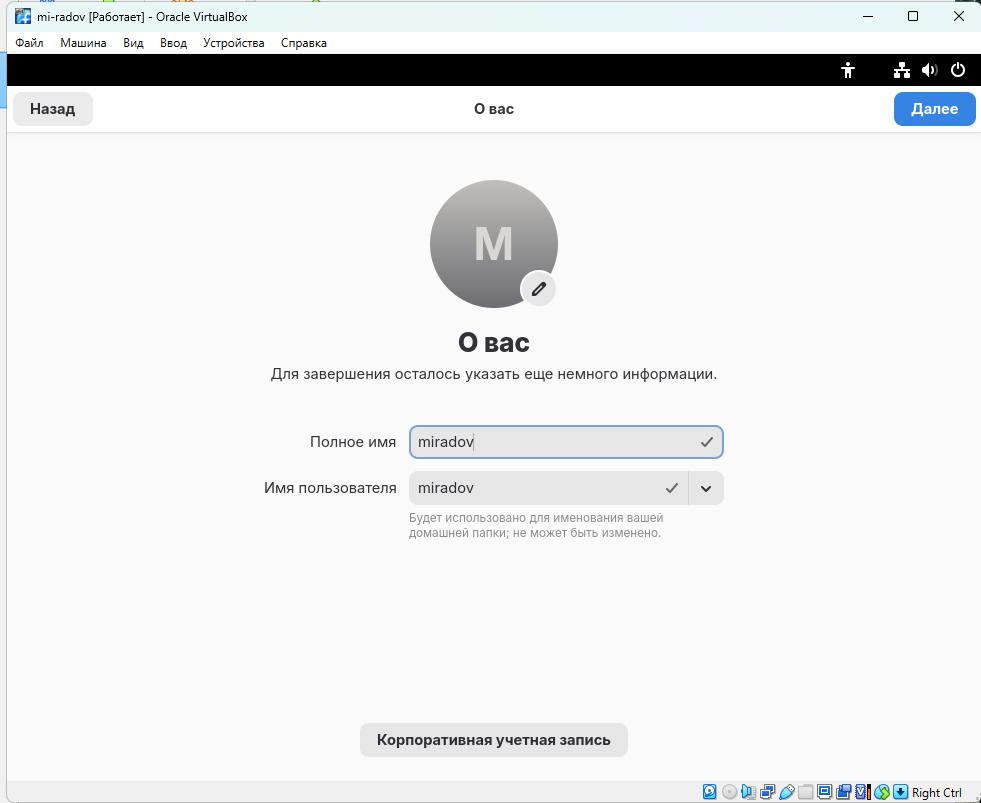 mi-radov [Работает] - Oracle VirtualBox
Файл Машина Вид Ввод Устройства Справка
Назад О вас Далее
M
О вас
Для завершения осталось указать еще немного информации.
Полное имя miradov
Имя пользователя miradov
Будет использовано для именования вашей
домашней папки; не может быть изменено.
Корпоративная учетная запись
Right Ctrl